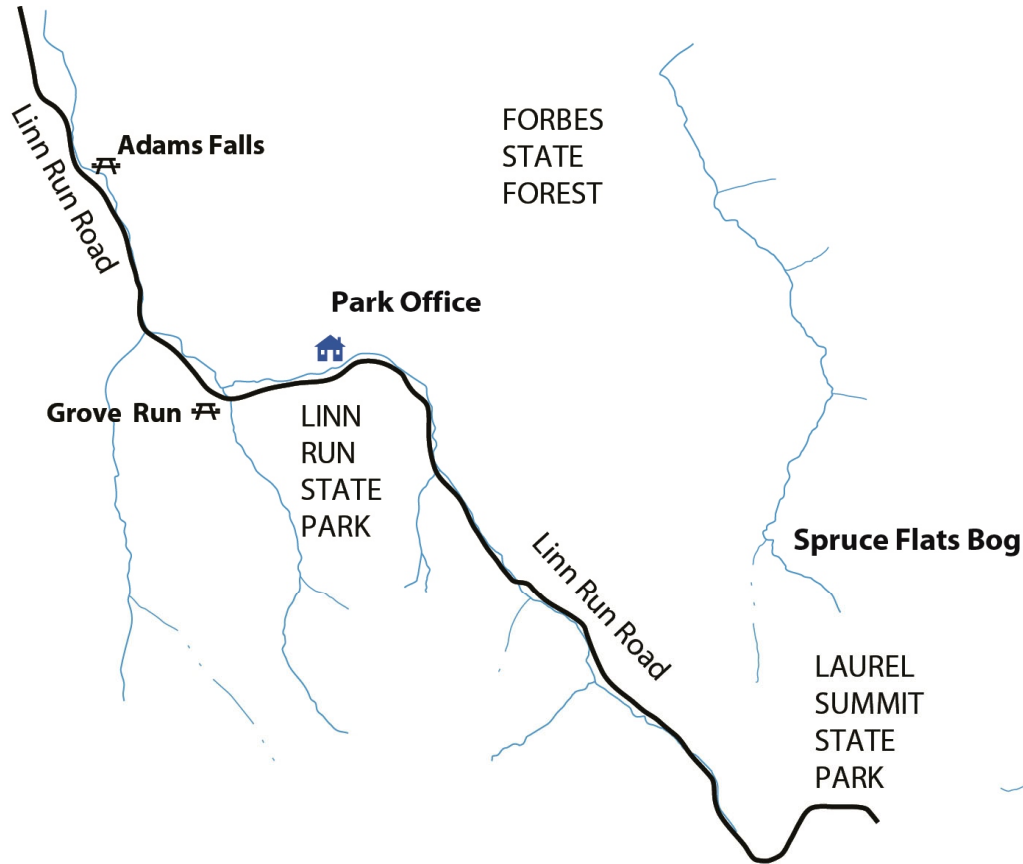 FORBES
STATE
FOREST
Adams Falls
Linn Run Road
Park Office
Grove Run
LINN
RUN
STATE
PARK
Linn Run Road
Spruce Flats Bog
LAUREL
SUMMIT
STATE
PARK